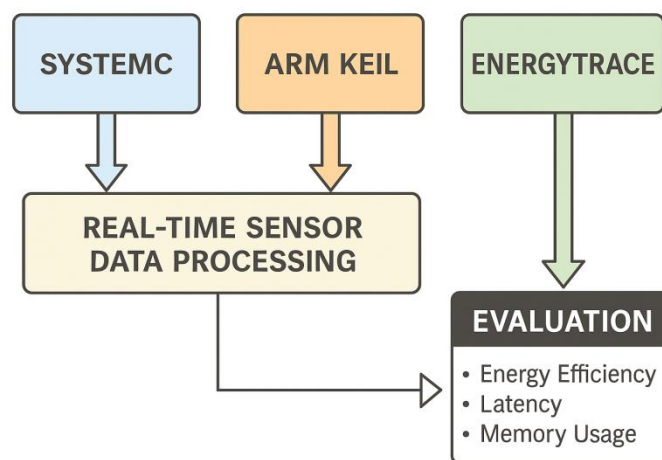 SYSTEMC
ARM KEIL
ENERGYTRACE
REAL-TIME SENSOR
DATA PROCESSING
EVALUATION
• Energy Efficiency
• Latency
• Memory Usage